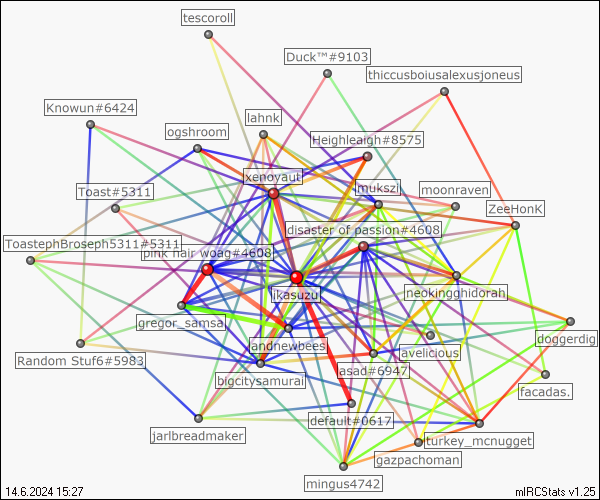 tescoroll
Duck™#9103
thiccusboiusalexusjoneus
Knowun#6424
lahnk
ogshroom
Heighleaigh#8575
xenoyaut
mukszi
moonraven
Toast#5311
ZeeHonK
disaster of passion#4608
ToastephBroseph5311#5311
pink hair woag#4608
ikasuzu
neokingghidorah
gregor_samsa
landnewbees
doggerdig
avelicious
Random Stuf6#5983
asad#6947
bigcitysamurai
facadas.
default#0617
jarlbreadmaker
turkey_mcnugget
gazpachoman
mingus4742
14.6.2024 15:27
mIRCStats v1.25